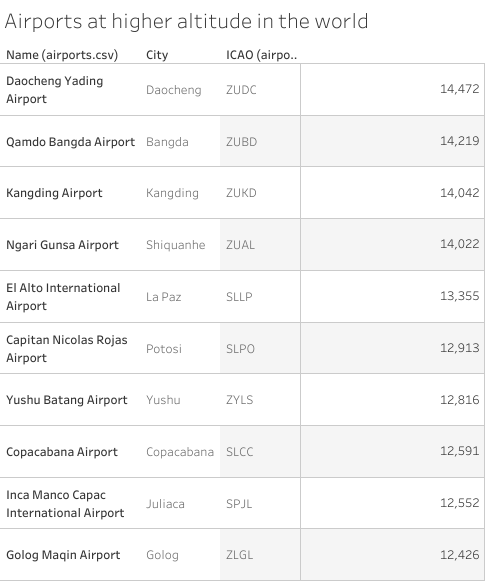 Airports at higher altitude in the world
Name (airports.csv) City ICAO (airpo..
Daocheng Yading
Airport Daocheng ZUDC 14,472
Qamdo Bangda Airport Bangda ZUBD 14,219
Kangding Airport Kangding ZUKD 14,042
Ngari Gunsa Airport Shiquanhe ZUAL 14,022
El Alto International
Airport La Paz SLLP 13,355
Capitan Nicolas Rojas
Airport Potosi SLPO 12,913
Yushu Batang Airport Yushu ZYLS 12,816
Copacabana Airport Copacabana SLCC 12,591
Inca Manco Capac
International Airport Juliaca SPJL 12,552
Golog Maqin Airport Golog ZLGL 12,426